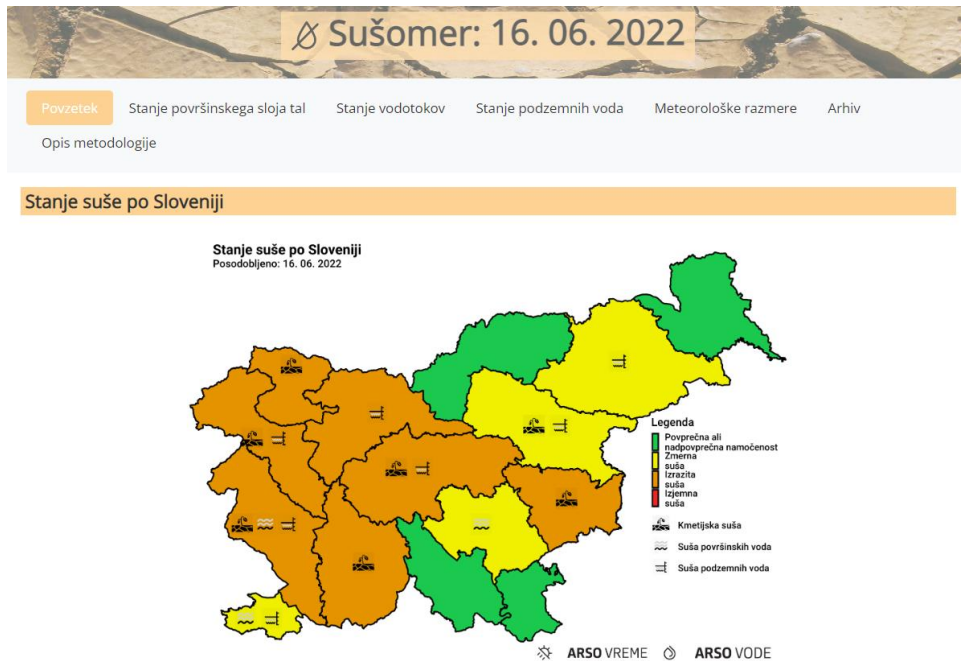 Sušomer: 16. 06. 2022
Povzetek Stanje površinskega sloja tal Stanje vodotokov Stanje podzemnih voda Meteorološke razmere Arhiv
Opis metodologije
Stanje suše po Sloveniji
Stanje suše po Sloveniji
Posodobljeno: 16. 06. 2022
Legenda
Povprečna ali
nadpovprečna namočenost
Zmerna
suša
Izrazita
suša
Izjemna
suša
Kmetijska suša
Suša površinskih voda
Suša podzemnih voda
ARSO VREME ARSO VODE